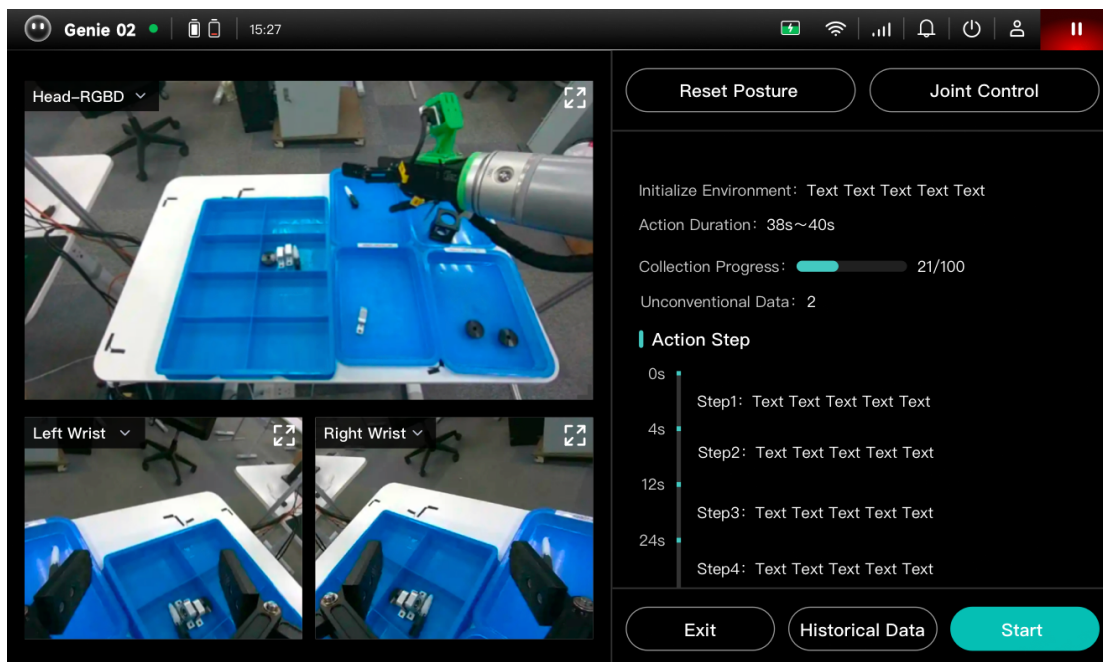 Genie 02
15:27
Head-RGBD
Left Wrist
Right Wrist
Reset Posture
Joint Control
Initialize Environment: Text Text Text Text Text
Action Duration: 38s~40s
Collection Progress: 21/100
Unconventional Data: 2
Action Step
0s
Step1: Text Text Text Text Text
4s
Step2: Text Text Text Text Text
12s
Step3: Text Text Text Text Text
24s
Step4: Text Text Text Text Text
Exit
Historical Data
Start